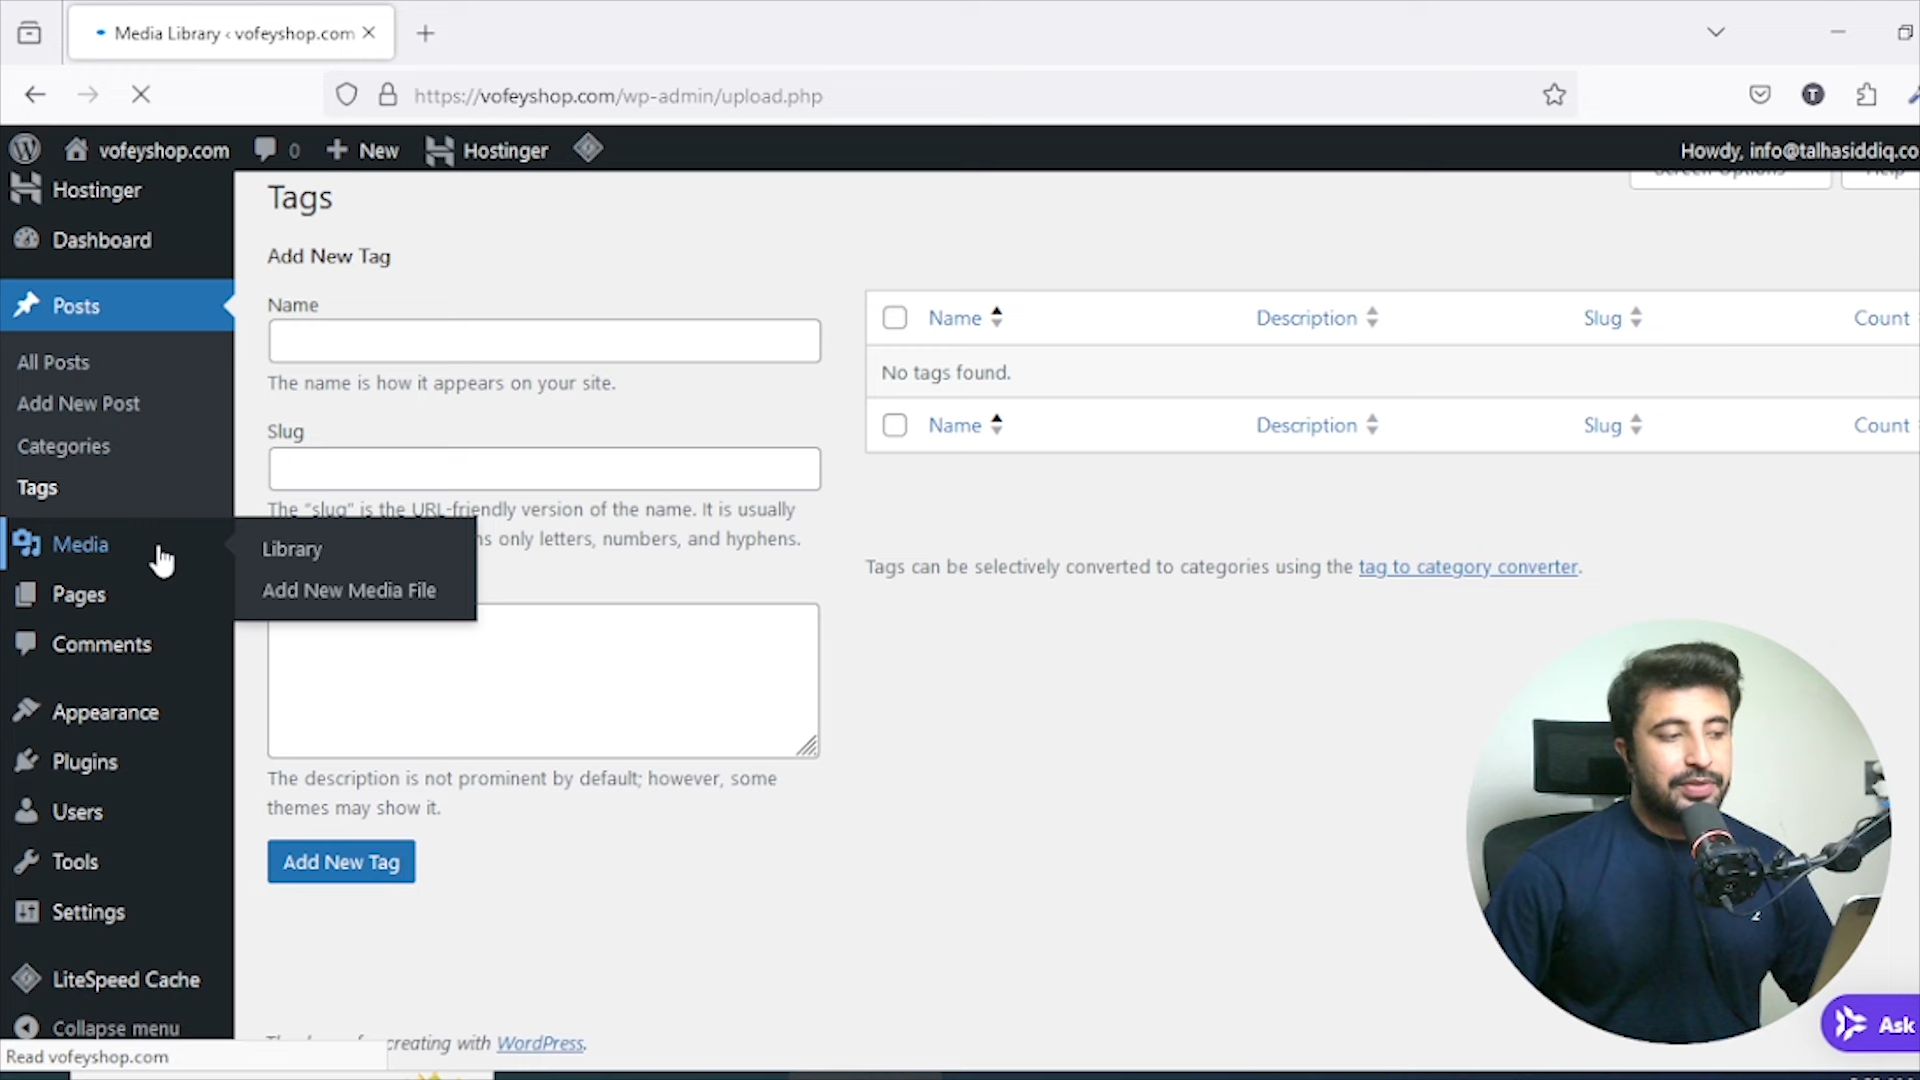 Media Library ‹ vofeyshop.com
https://vofeyshop.com/wp-admin/upload.php
T
vofeyshop.com 0 New Hostinger Howdy, info@talhasiddiq.co
Hostinger
Screen Options Help
Tags
Dashboard
Add New Tag
Posts
Name
Name Description Slug Count
All Posts
No tags found.
The name is how it appears on your site.
Add New Post
Name Description Slug Count
Slug
Categories
Tags
The "slug" is the URL-friendly version of the name. It is usually
ns only letters, numbers, and hyphens.
Media
Library
Tags can be selectively converted to categories using the tag to category converter.
Add New Media File
Pages
Comments
Appearance
Plugins
The description is not prominent by default; however, some
themes may show it.
Users
Add New Tag
Tools
Settings
LiteSpeed Cache
Collapse menu
Ask
creating with WordPress.
Read vofeyshop.com